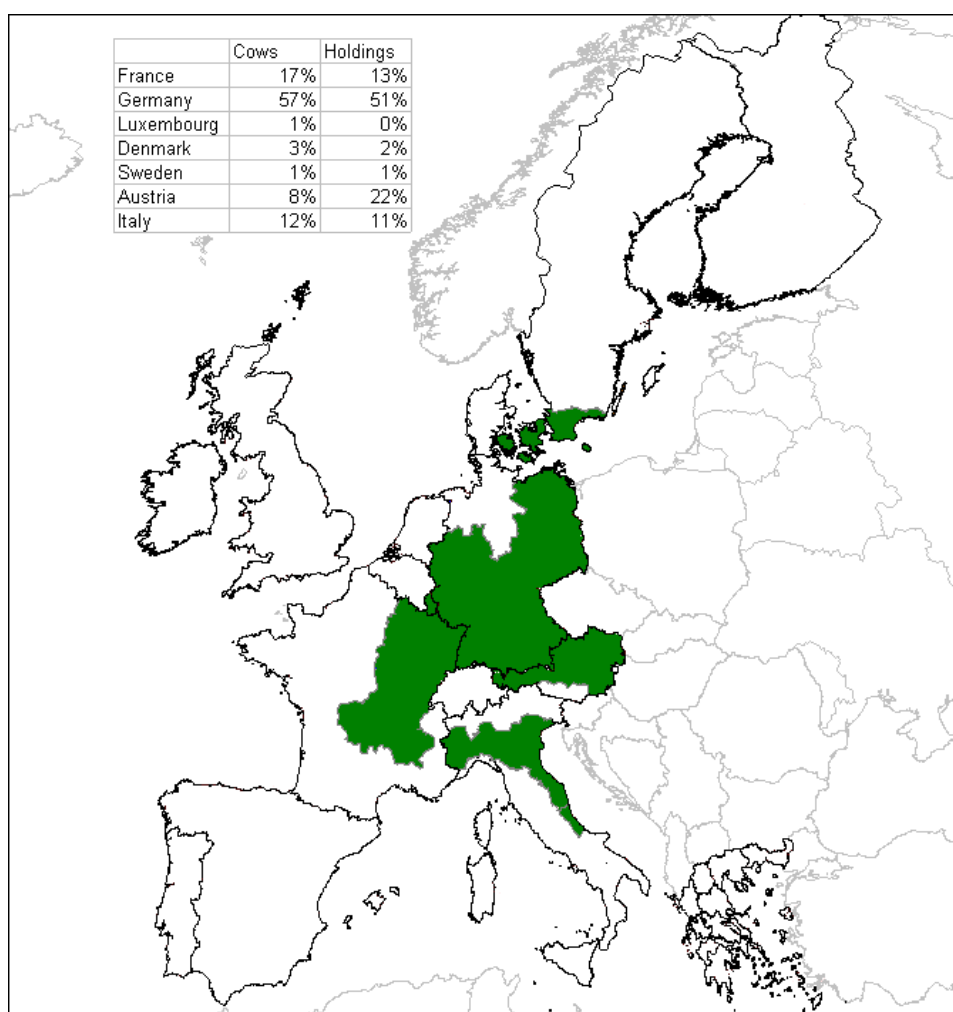 Cows Holdings
France 17% 13%
Germany 57% 51%
Luxembourg 1% 0%
Denmark 3% 2%
Sweden 1% 1%
Austria 8% 22%
Italy 12% 11%